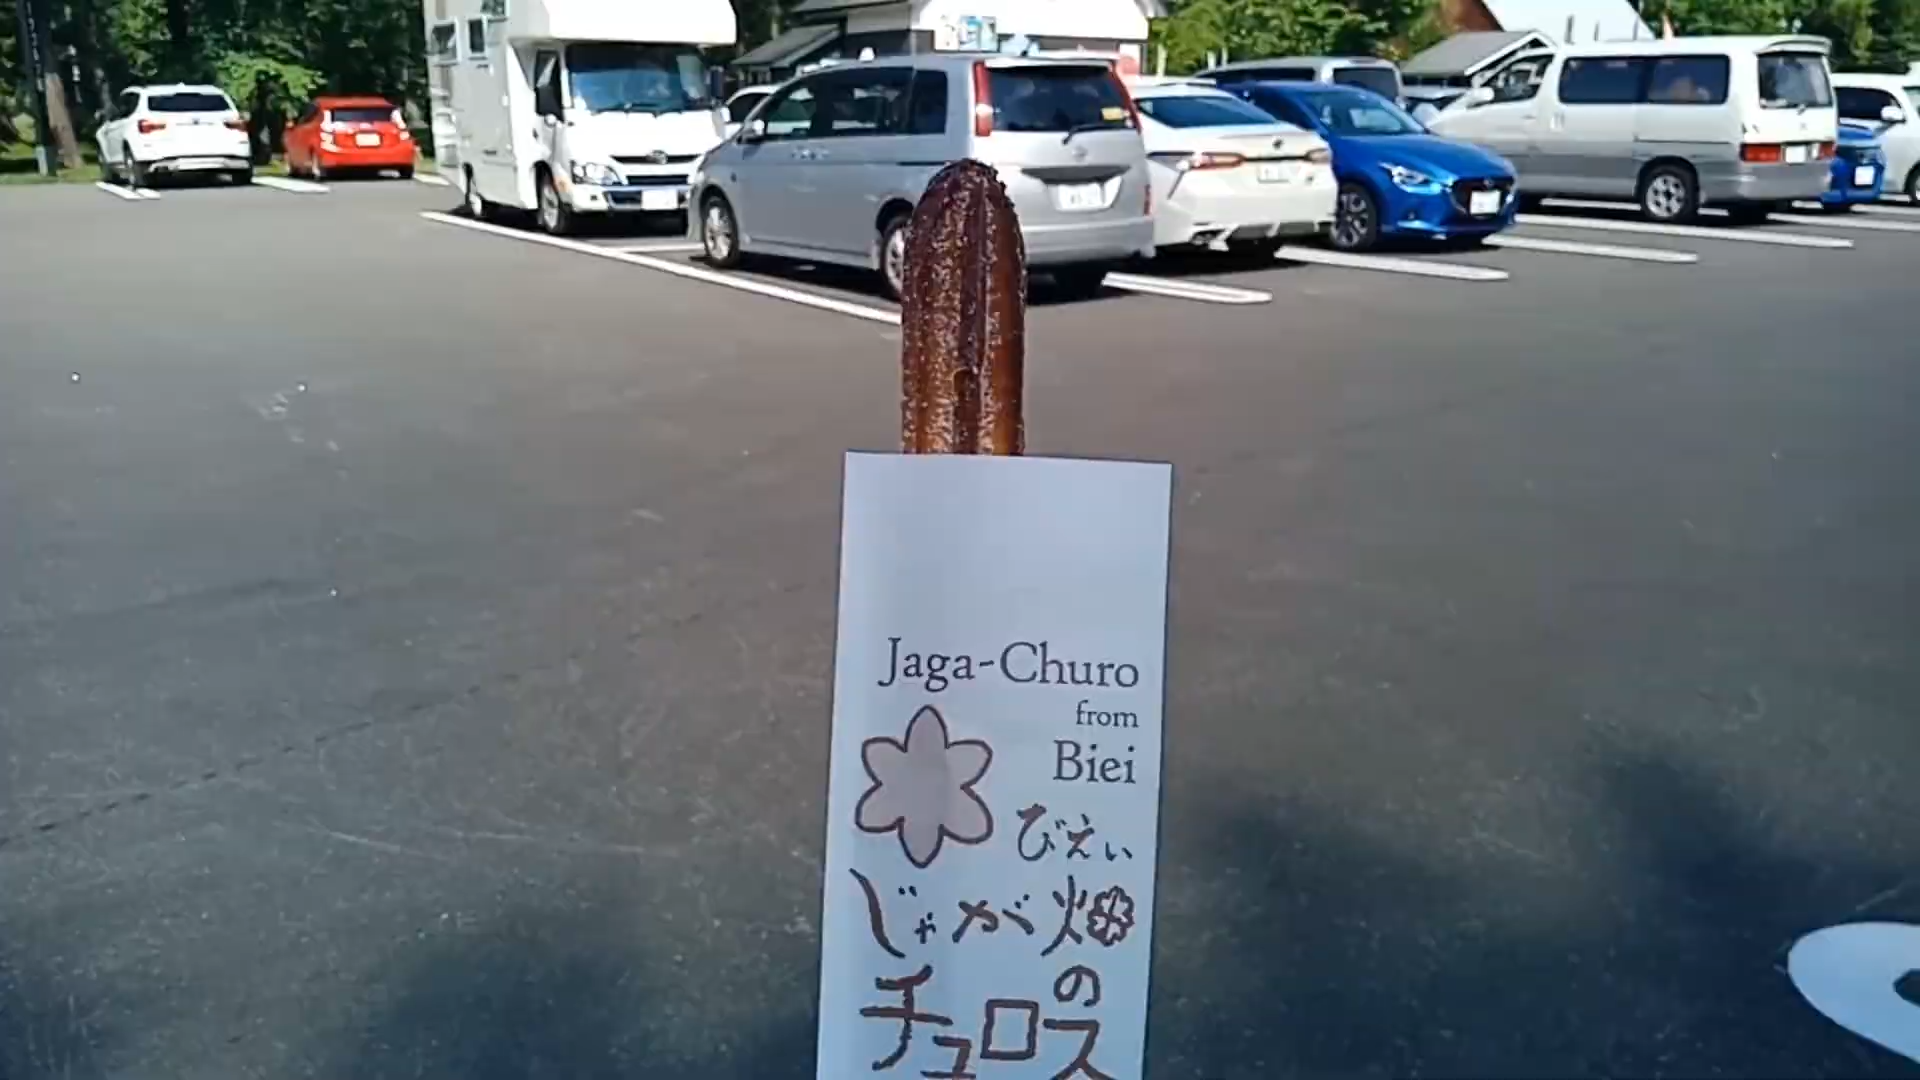 Jaga-Churo
from
Biei
びえい
じゃが畑
の
チュロス